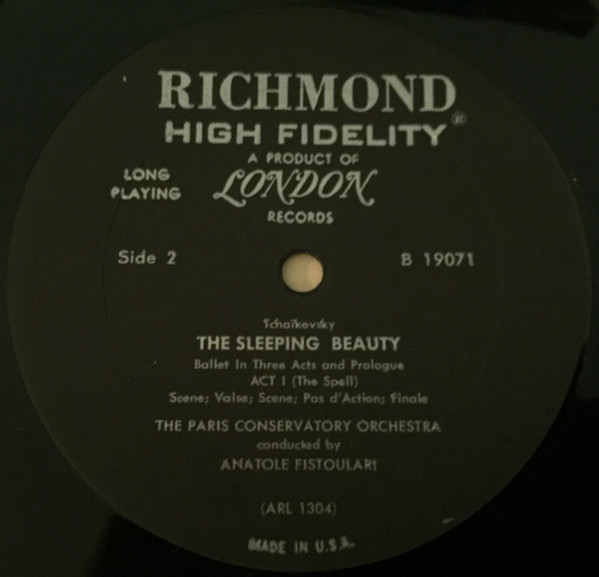 RICHMOND®
HIGH FIDELITY
A PRODUCT OF
LONG
PLAYING
LONDON
RECORDS
Side 2
B 19071
Tchaikovsky
THE SLEEPING BEAUTY
Ballet In Three Acts and Prologue
ACT I (The Spell)
Scene; Valse; Scene; Pas d'Action; Finale
THE PARIS CONSERVATORY ORCHESTRA
conducted by
ANATOLE FISTOULARI
(ARL 1304)
MADE IN U.S.A.